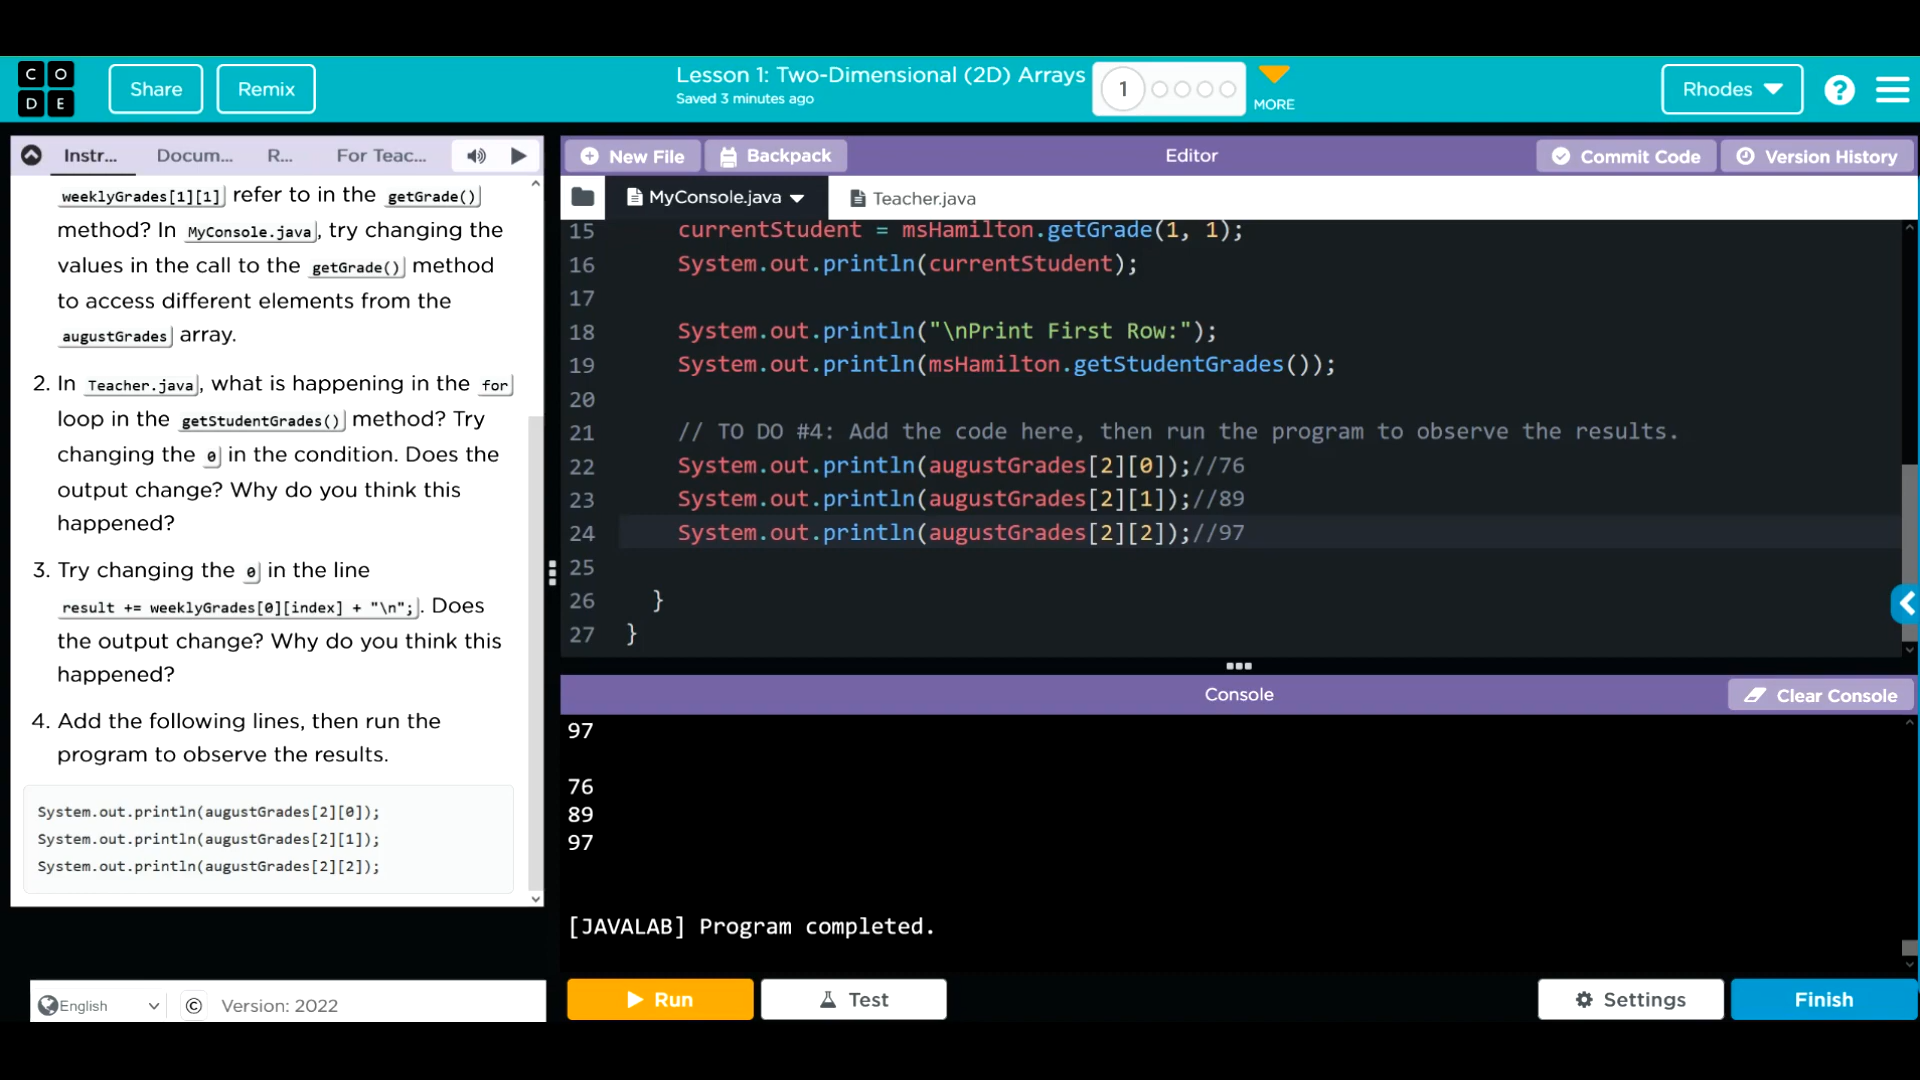 C O
D E
Share
Remix
Lesson 1: Two-Dimensional (2D) Arrays
Saved 3 minutes ago
1
MORE
Rhodes
?
Instr...
Docum...
R...
For Teac...
weeklyGrades[1][1] refer to in the getGrade()
method? In MyConsole.java, try changing the
values in the call to the getGrade() method
to access different elements from the
augustGrades array.
2. In Teacher.java, what is happening in the for
loop in the getStudentGrades() method? Try
changing the 0 in the condition. Does the
output change? Why do you think this
happened?
3. Try changing the 0 in the line
result += weeklyGrades[0][index] + "\n";. Does
the output change? Why do you think this
happened?
4. Add the following lines, then run the
program to observe the results.
System.out.println(augustGrades[2][0]);
System.out.println(augustGrades[2][1]);
System.out.println(augustGrades[2][2]);
English
© Version: 2022
New File
Backpack
Editor
Commit Code
Version History
MyConsole.java
Teacher.java
15 currentStudent = msHamilton.getGrade(1, 1);
16 System.out.println(currentStudent);
17
18 System.out.println("\nPrint First Row:");
19 System.out.println(msHamilton.getStudentGrades());
20
21 // TO DO #4: Add the code here, then run the program to observe the results.
22 System.out.println(augustGrades[2][0]);//76
23 System.out.println(augustGrades[2][1]);//89
24 System.out.println(augustGrades[2][2]);//97
25
26 }
27 }
Console
Clear Console
97
76
89
97
[JAVALAB] Program completed.
Run
Test
Settings
Finish